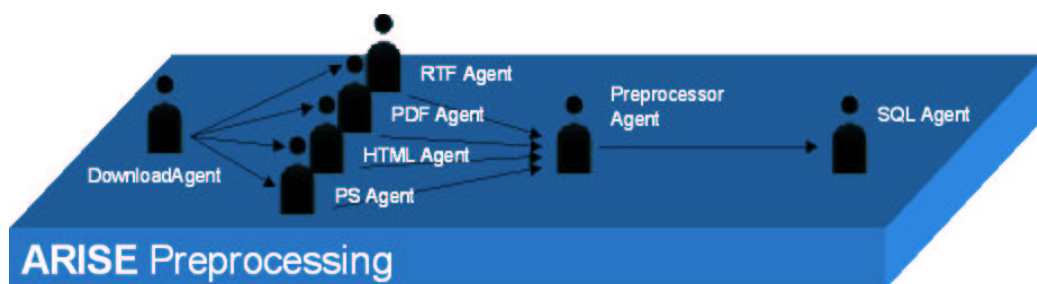 RTF Agent
Preprocessor
Agent
PDF Agent
SQL Agent
HTML Agent
DownloadAgent
PS Agent
ARISE Preprocessing